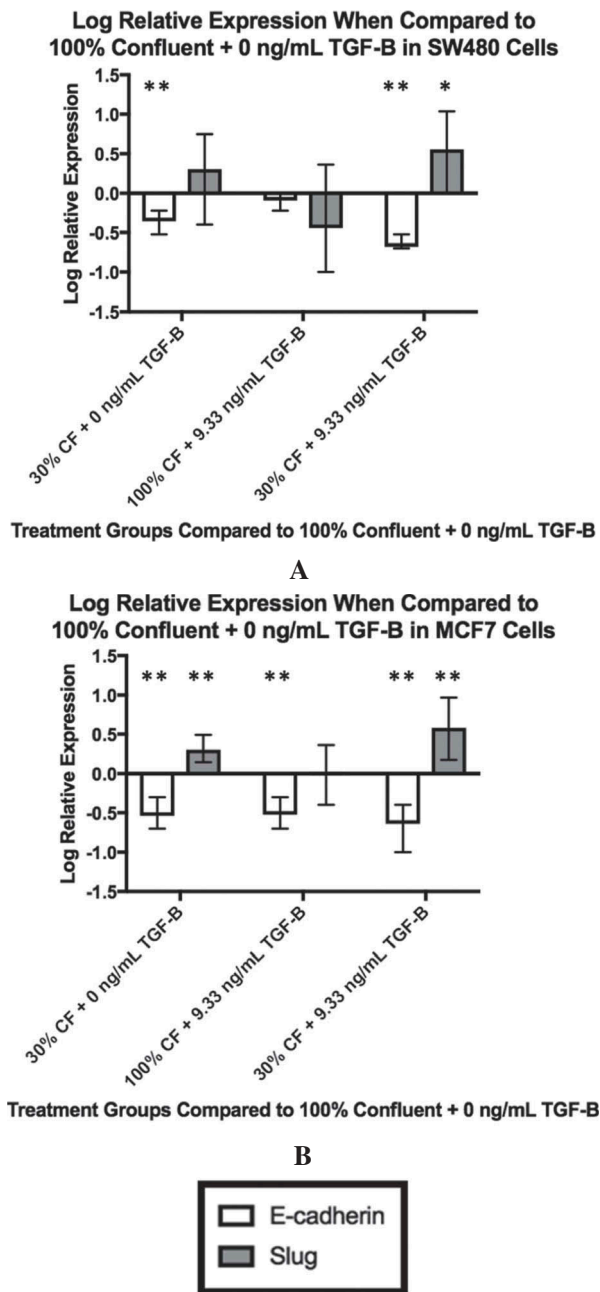 Log Relative Expression When Compared to
100% Confluent + 0 ng/mL TGF-B in SW480 Cells
Log Relative Expression
1.5
1.0
0.5
0.0
-0.5
-1.0
-1.5
**
**
*
30% CF + 0 ng/mL TGF-B
100% CF + 9.33 ng/mL TGF-B
30% CF + 9.33 ng/mL TGF-B
Treatment Groups Compared to 100% Confluent + 0 ng/mL TGF-B
A
Log Relative Expression When Compared to
100% Confluent + 0 ng/mL TGF-B in MCF7 Cells
Log Relative Expression
1.5
1.0
0.5
0.0
-0.5
-1.0
-1.5
**
**
**
**
**
30% CF + 0 ng/mL TGF-B
100% CF + 9.33 ng/mL TGF-B
30% CF + 9.33 ng/mL TGF-B
Treatment Groups Compared to 100% Confluent + 0 ng/mL TGF-B
B
E-cadherin
Slug